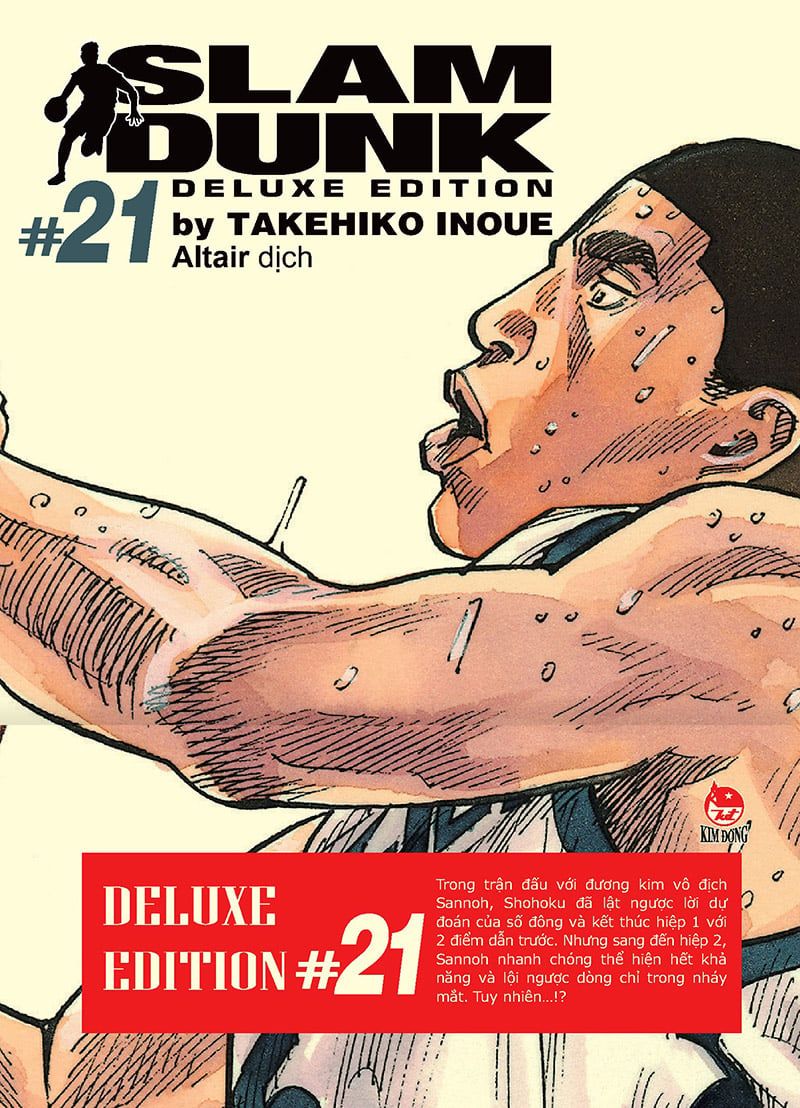 SLAM
DUNK
DELUXE EDITION
#21
by TAKEHIKO INOUE
Altair dịch
KIM ĐỒNG
DELUXE
EDITION #21
Trong trận đấu với đương kim vô địch
Sannoh, Shohoku đã lật ngược lời dự
đoán của số đông và kết thúc hiệp 1 với
2 điểm dẫn trước. Nhưng sang đến hiệp 2,
Sannoh nhanh chóng thể hiện hết khả
năng và lội ngược dòng chỉ trong nháy
mắt. Tuy nhiên...!?